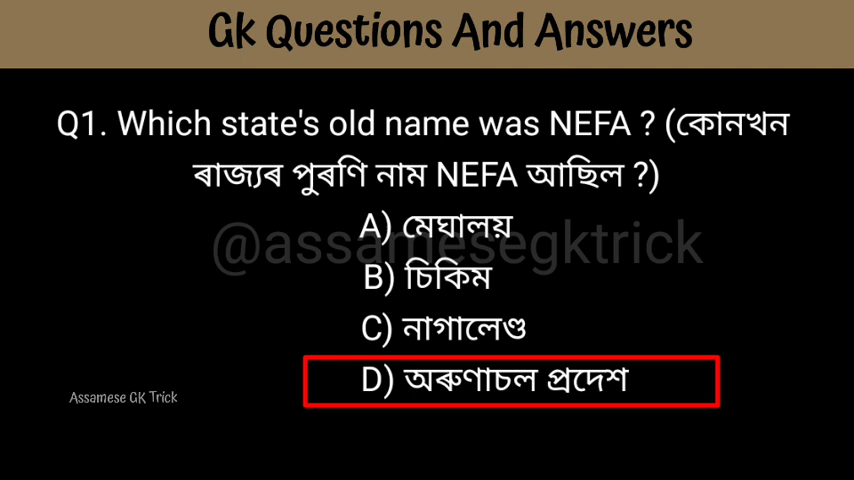 Gk Questions And Answers
Q1. Which state's old name was NEFA ? (কোনখন
ৰাজ্যৰ পুৰণি নাম NEFA আছিল ?)
A) মেঘালয়
@assamesegktrick
B) চিকিম
C) নাগালেণ্ড
D) অৰুণাচল প্ৰদেশ
Assamese GK Trick